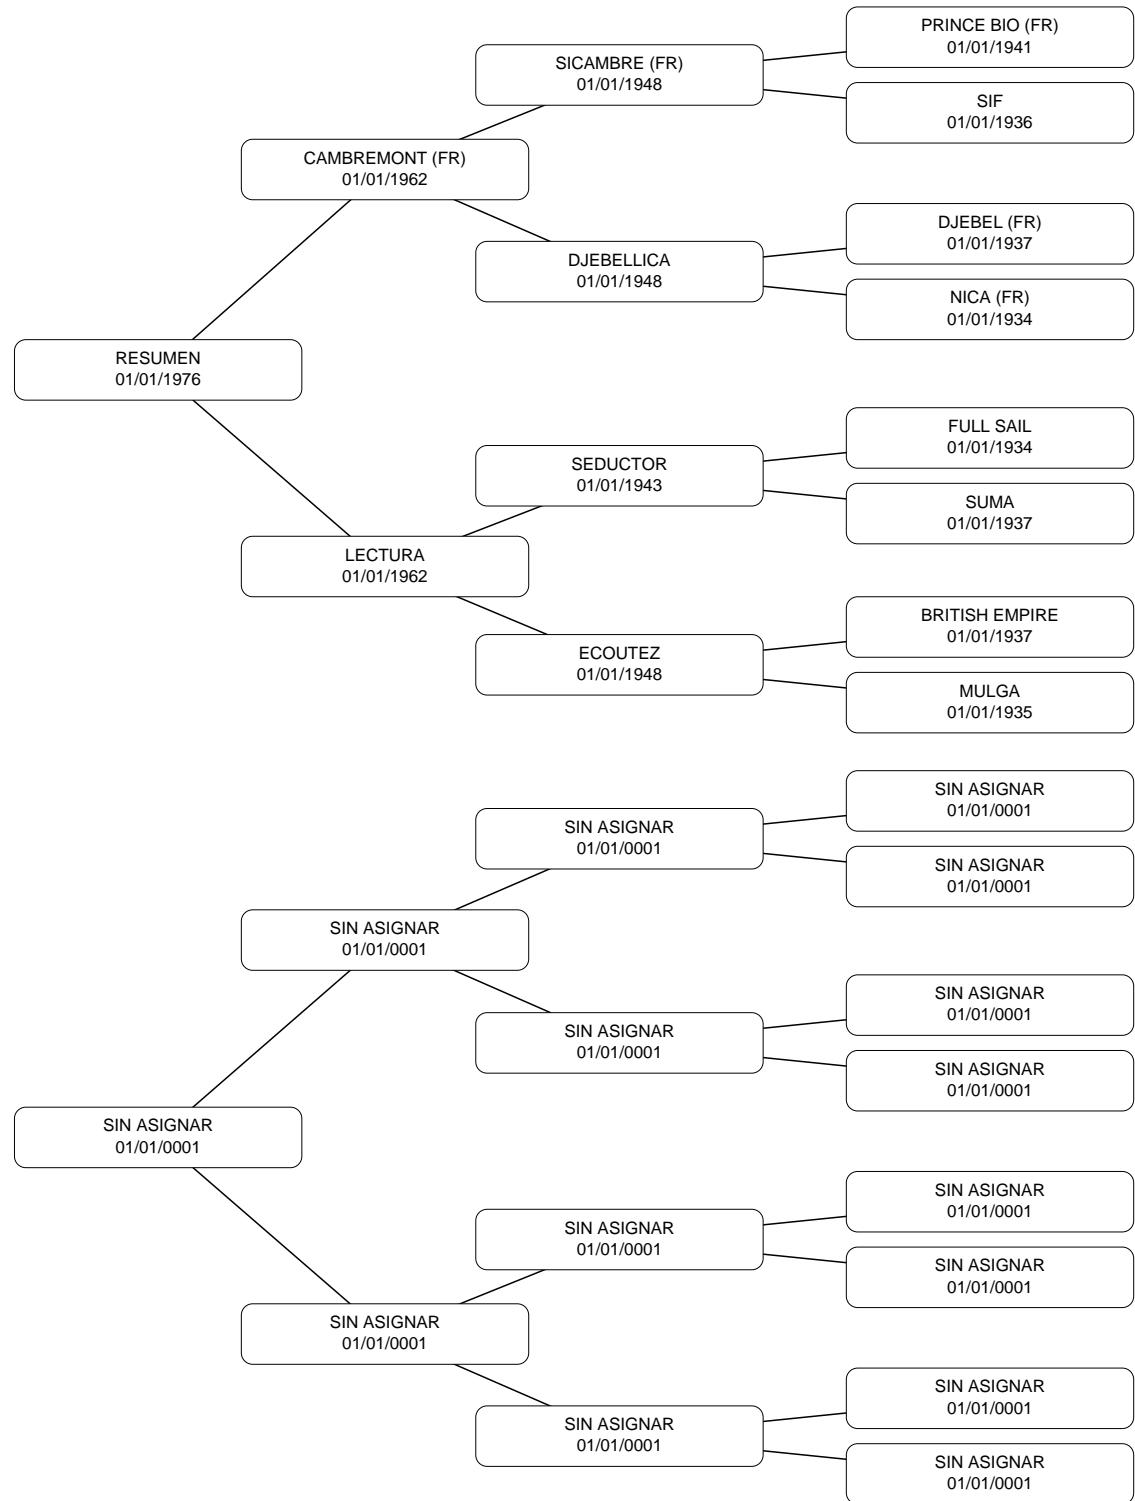 PRINCE BIO (FR)
01/01/1941
SICAMBRE (FR)
01/01/1948
SIF
01/01/1936
CAMBREMONT (FR)
01/01/1962
DJEBEL (FR)
01/01/1937
DJEBELLICA
01/01/1948
NICA (FR)
01/01/1934
RESUMEN
01/01/1976
FULL SAIL
01/01/1934
SEDUCTOR
01/01/1943
SUMA
01/01/1937
LECTURA
01/01/1962
BRITISH EMPIRE
01/01/1937
ECOUTEZ
01/01/1948
MULGA
01/01/1935
SIN ASIGNAR
01/01/0001
SIN ASIGNAR
01/01/0001
SIN ASIGNAR
01/01/0001
SIN ASIGNAR
01/01/0001
SIN ASIGNAR
01/01/0001
SIN ASIGNAR
01/01/0001
SIN ASIGNAR
01/01/0001
SIN ASIGNAR
01/01/0001
SIN ASIGNAR
01/01/0001
SIN ASIGNAR
01/01/0001
SIN ASIGNAR
01/01/0001
SIN ASIGNAR
01/01/0001
SIN ASIGNAR
01/01/0001
SIN ASIGNAR
01/01/0001
SIN ASIGNAR
01/01/0001